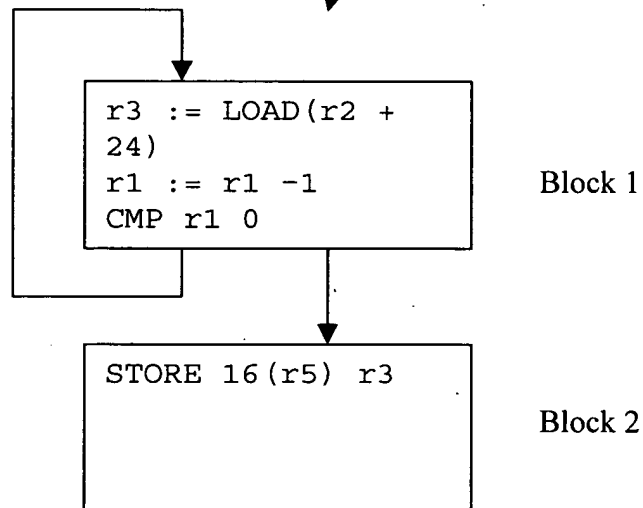 r3 := LOAD(r2 +
24)
r1 := r1 -1
CMP r1 0
Block 1
STORE 16(r5) r3
Block 2